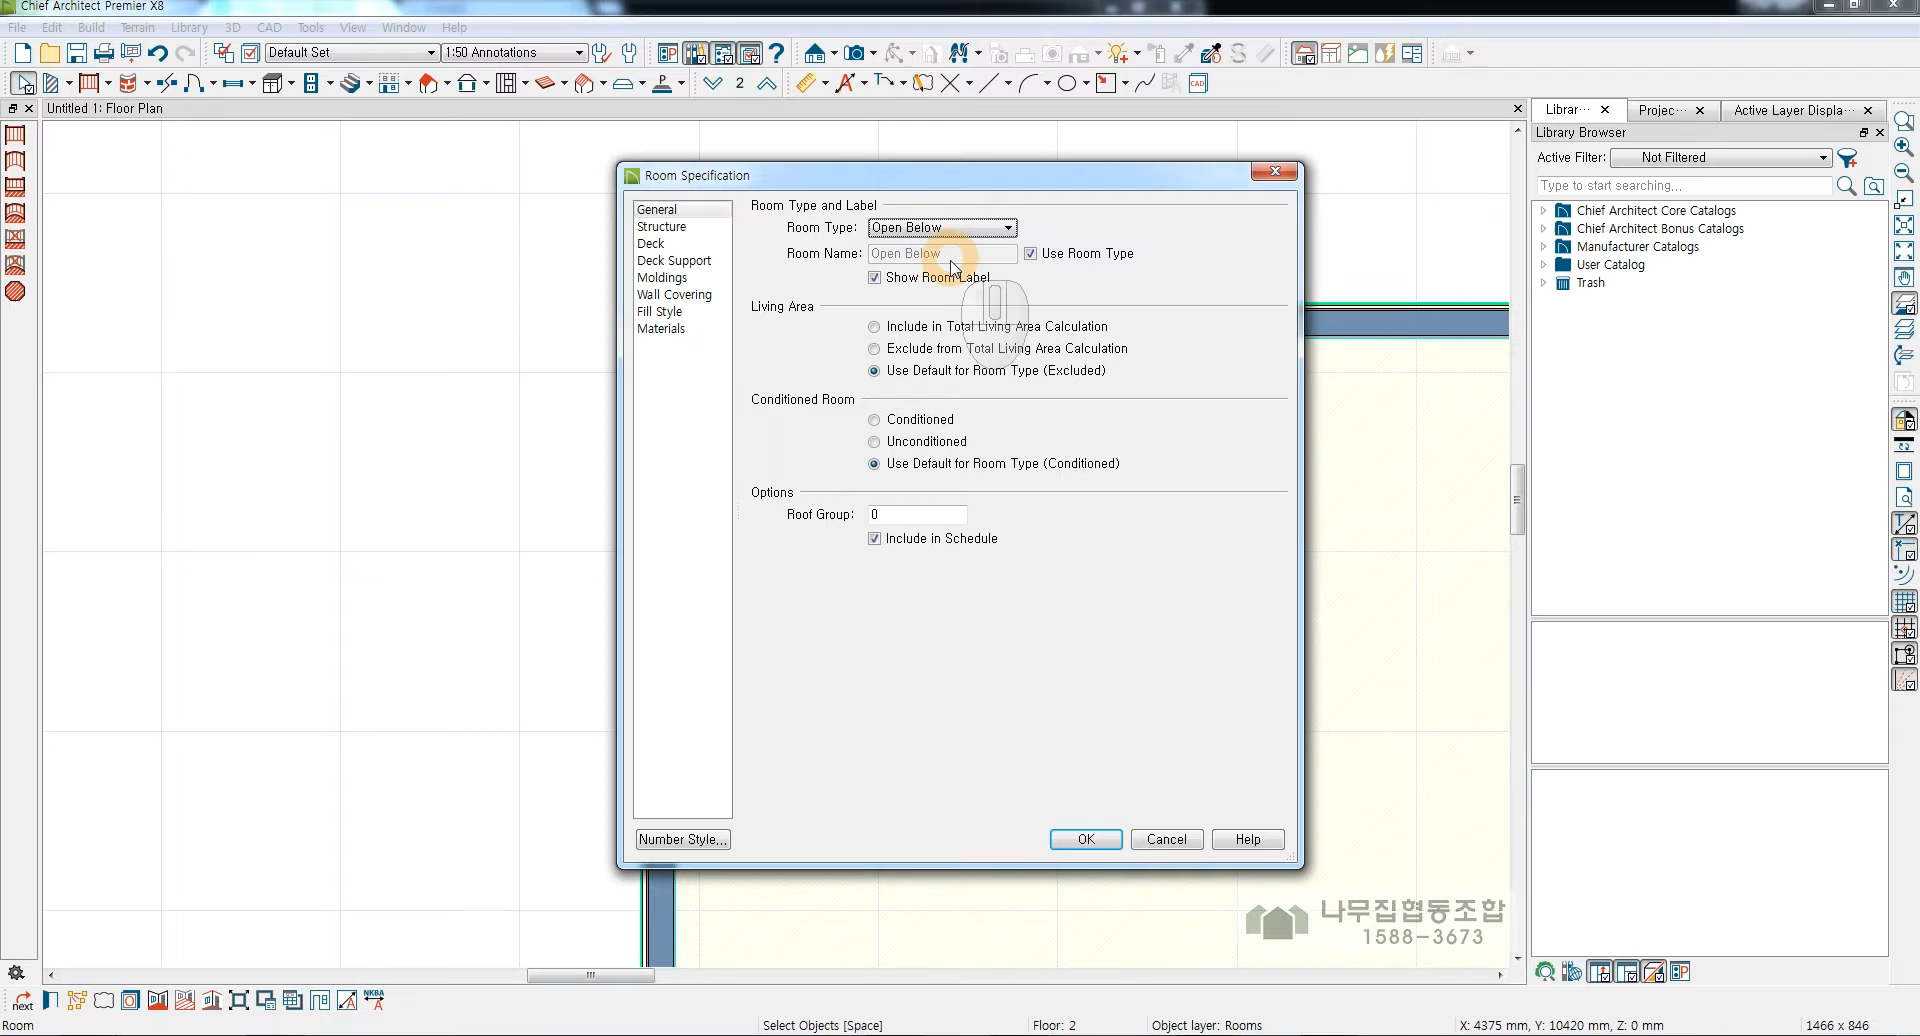 Chief Architect Premier X8
File Edit Build Terrain Library 3D CAD Tools View Window Help
Default Set 1:50 Annotations
2
Untitled 1: Floor Plan
Librar··· Projec··· Active Layer Displa···
Library Browser
Active Filter: Not Filtered
Type to start searching...
Chief Architect Core Catalogs
Chief Architect Bonus Catalogs
Manufacturer Catalogs
User Catalog
Trash
Room Specification
General
Structure
Deck
Deck Support
Moldings
Wall Covering
Fill Style
Materials
Room Type and Label
Room Type: Open Below
Room Name: Open Below Use Room Type
Show Room Label
Living Area
Include in Total Living Area Calculation
Exclude from Total Living Area Calculation
Use Default for Room Type (Excluded)
Conditioned Room
Conditioned
Unconditioned
Use Default for Room Type (Conditioned)
Options
Roof Group: 0
Include in Schedule
Number Style... OK Cancel Help
나무집협동조합
1588-3673
next NKBA
Room Select Objects [Space] Floor: 2 Object layer: Rooms X: 4375 mm, Y: 10420 mm, Z: 0 mm 1466 x 846